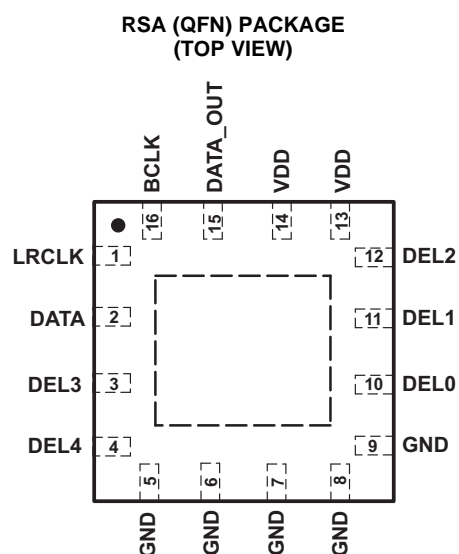 RSA (QFN) PACKAGE
(TOP VIEW)
BCLK
DATA_OUT
VDD
VDD
16
15
14
13
LRCLK 1
12 DEL2
DATA 2
11 DEL1
DEL3 3
10 DEL0
DEL4 4
9 GND
5
6
7
8
GND
GND
GND
GND